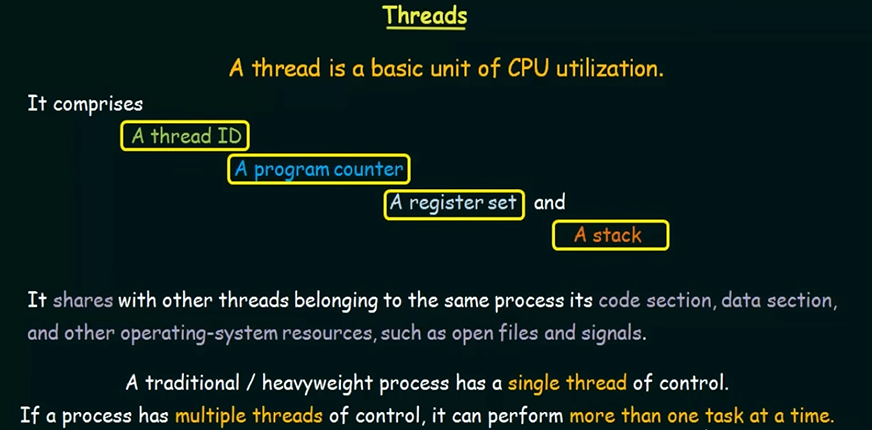 Threads
A thread is a basic unit of CPU utilization.
It comprises
A thread ID
A program counter
A register set and
A stack
It shares with other threads belonging to the same process its code section, data section,
and other operating-system resources, such as open files and signals.
A traditional / heavyweight process has a single thread of control.
If a process has multiple threads of control, it can perform more than one task at a time.